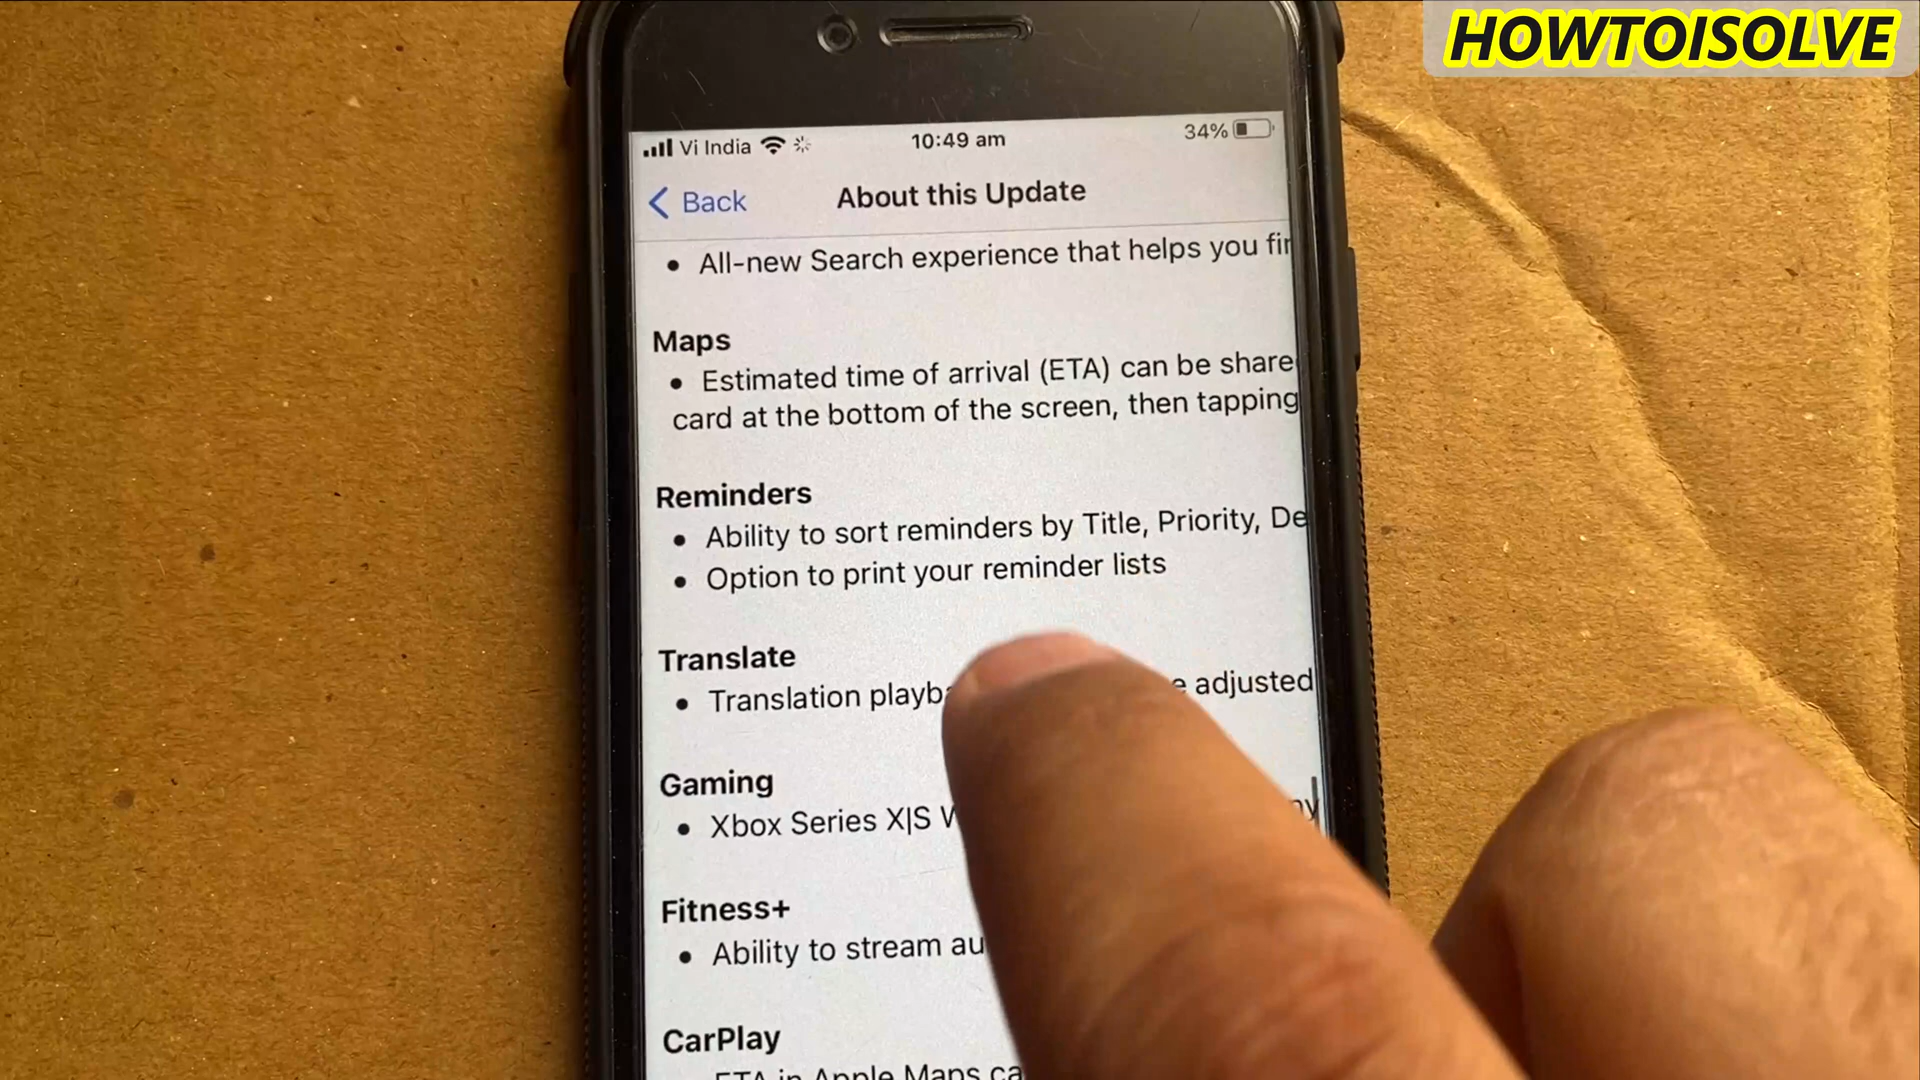 HOWTOISOLVE
Vi India
10:49 am
34%
Back
About this Update
• All-new Search experience that helps you
Maps
• Estimated time of arrival (ETA) can be share
card at the bottom of the screen, then tapping
Reminders
• Ability to sort reminders by Title, Priority, De
• Option to print your reminder lists
Translate
• Translation playb e adjusted
Gaming
• Xbox Series X|S
Fitness+
• Ability to stream au
CarPlay
ETA in Apple Maps ca